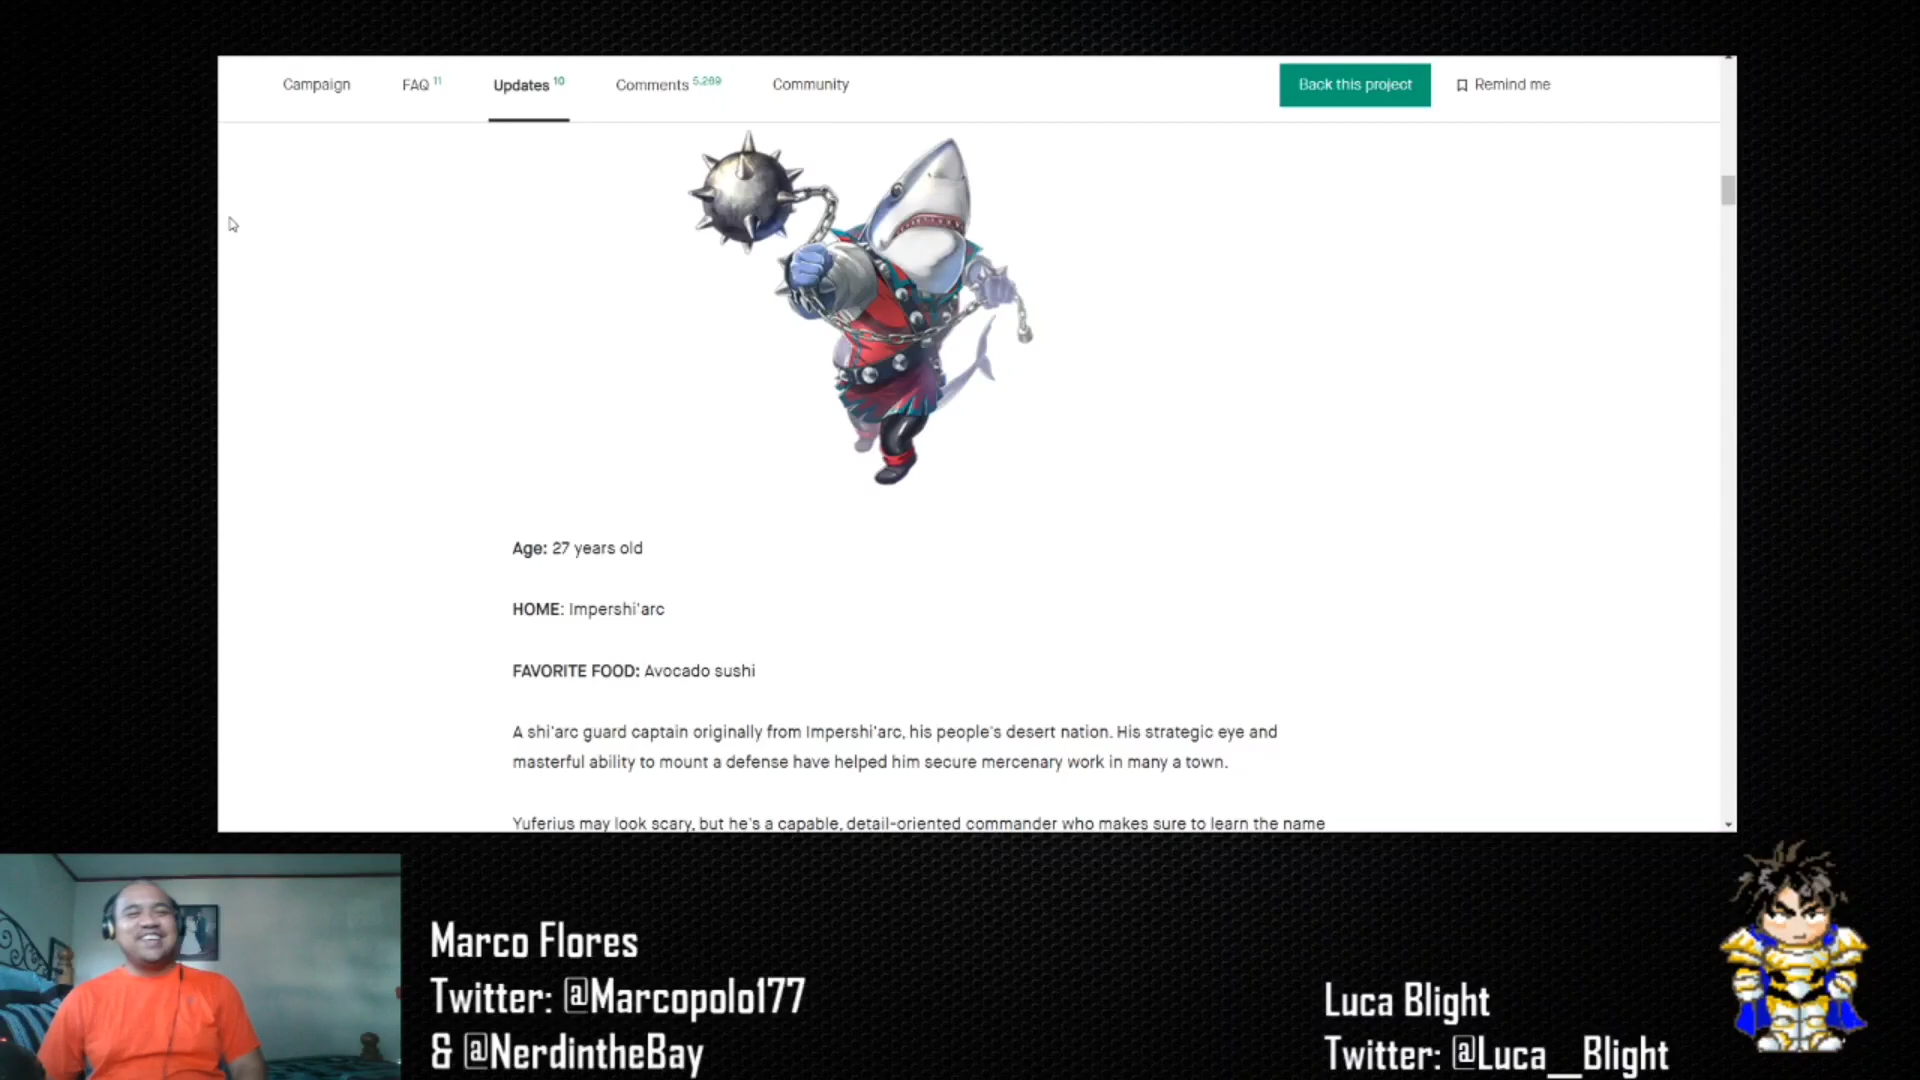 Campaign FAQ 11 Updates 10 Comments 5,269 Community Back this project Remind me
Age: 27 years old
HOME: Impershi'arc
FAVORITE FOOD: Avocado sushi
A shi'arc guard captain originally from Impershi'arc, his people's desert nation. His strategic eye and
masterful ability to mount a defense have helped him secure mercenary work in many a town.
Yuferius may look scary, but he's a capable, detail-oriented commander who makes sure to learn the name
Marco Flores
Twitter: @Marcopolo177
& @NerdintheBay
Luca Blight
Twitter: @Luca__Blight